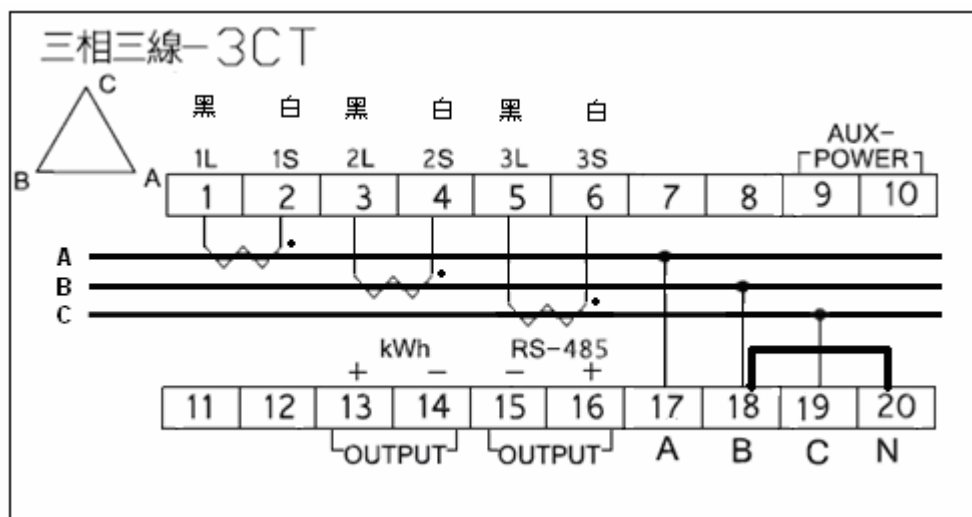 三相三線-3CT
C
B
A
黑 白 黑 白 黑 白
1L 1S 2L 2S 3L 3S
AUX-
POWER
1 2 3 4 5 6 7 8 9 10
A
B
C
kWh RS-485
+ − − +
11 12 13 14 15 16 17 18 19 20
OUTPUT OUTPUT A B C N